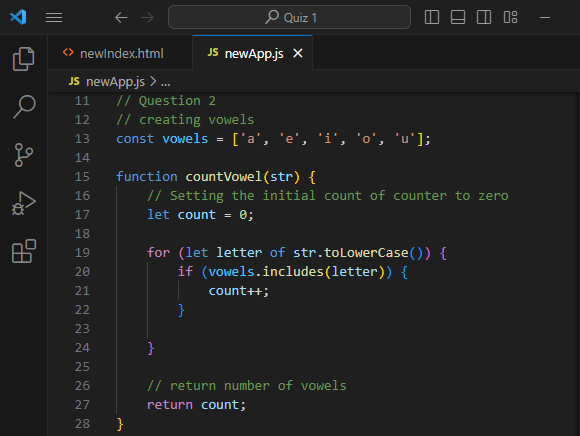 Quiz 1
newIndex.html
JS newApp.js
JS newApp.js > ...
11 // Question 2
12 // creating vowels
13 const vowels = ['a', 'e', 'i', 'o', 'u'];
14
15 function countVowel(str) {
16 // Setting the initial count of counter to zero
17 let count = 0;
18
19 for (let letter of str.toLowerCase()) {
20 if (vowels.includes(letter)) {
21 count++;
22 }
23
24 }
25
26 // return number of vowels
27 return count;
28 }